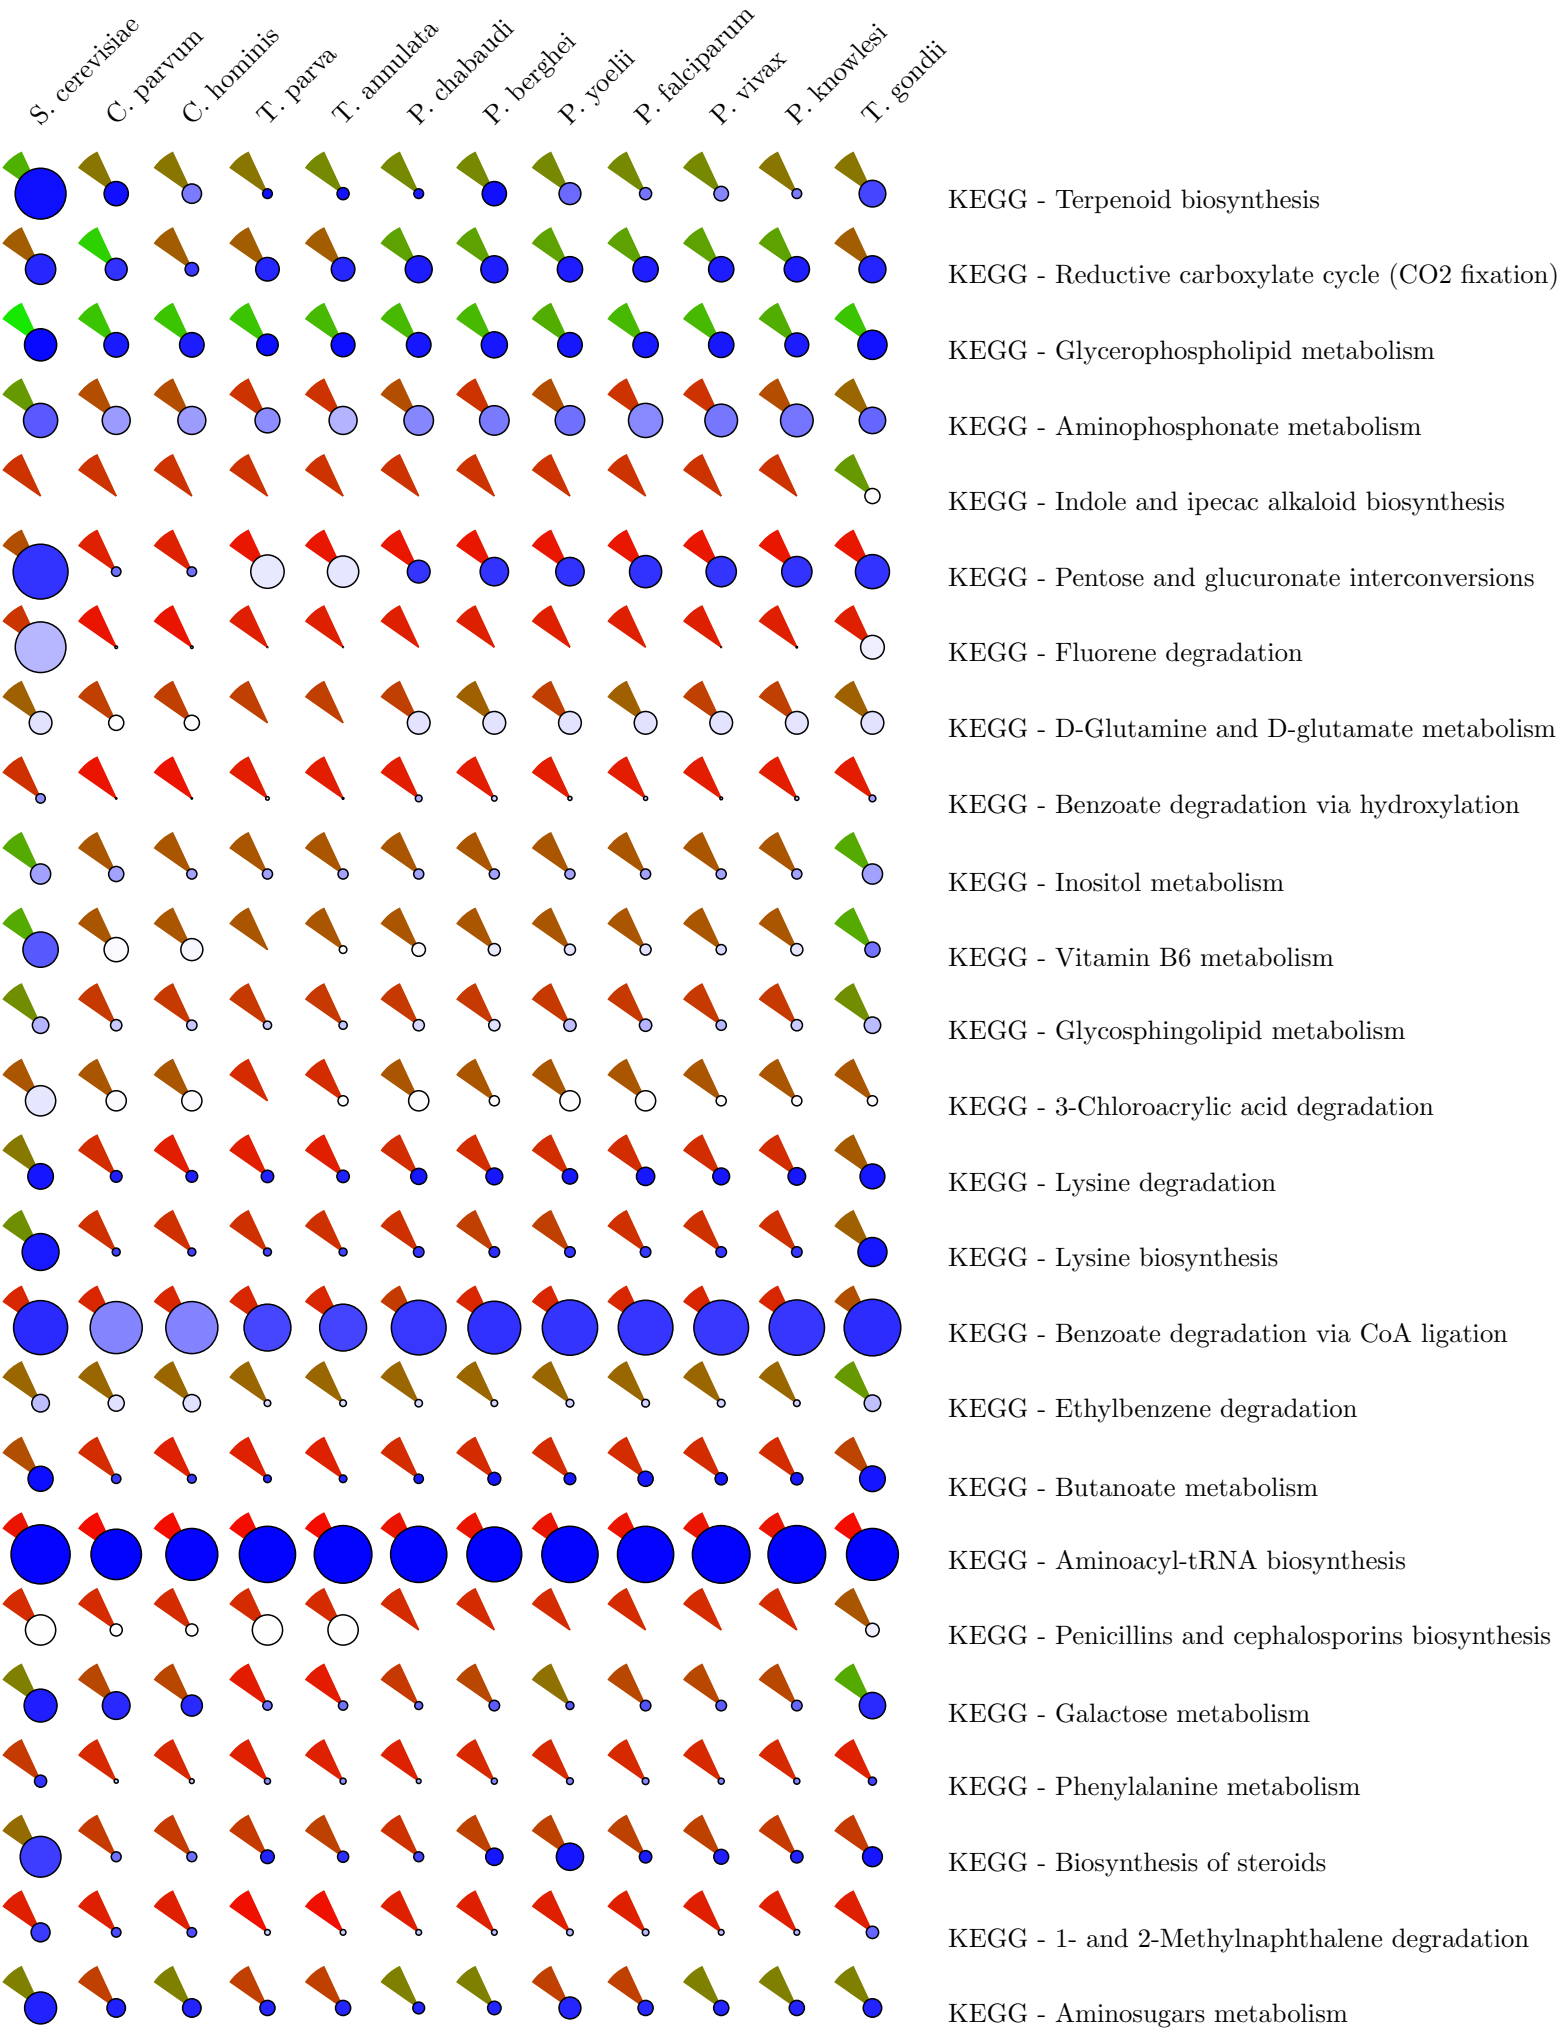 S. cerevisiae
C. parvum
C. hominis
T. parva
T. annulata
P. chabaudi
P. berghei
P. yoelii
P. falciparum
P. vivax
P. knowlesi
T. gondii
KEGG - Terpenoid biosynthesis
KEGG - Reductive carboxylate cycle (CO2 fixation)
KEGG - Glycerophospholipid metabolism
KEGG - Aminophosphonate metabolism
KEGG - Indole and ipecac alkaloid biosynthesis
KEGG - Pentose and glucuronate interconversions
KEGG - Fluorene degradation
KEGG - D-Glutamine and D-glutamate metabolism
KEGG - Benzoate degradation via hydroxylation
KEGG - Inositol metabolism
KEGG - Vitamin B6 metabolism
KEGG - Glycosphingolipid metabolism
KEGG - 3-Chloroacrylic acid degradation
KEGG - Lysine degradation
KEGG - Lysine biosynthesis
KEGG - Benzoate degradation via CoA ligation
KEGG - Ethylbenzene degradation
KEGG - Butanoate metabolism
KEGG - Aminoacyl-tRNA biosynthesis
KEGG - Penicillins and cephalosporins biosynthesis
KEGG - Galactose metabolism
KEGG - Phenylalanine metabolism
KEGG - Biosynthesis of steroids
KEGG - 1- and 2-Methylnaphthalene degradation
KEGG - Aminosugars metabolism